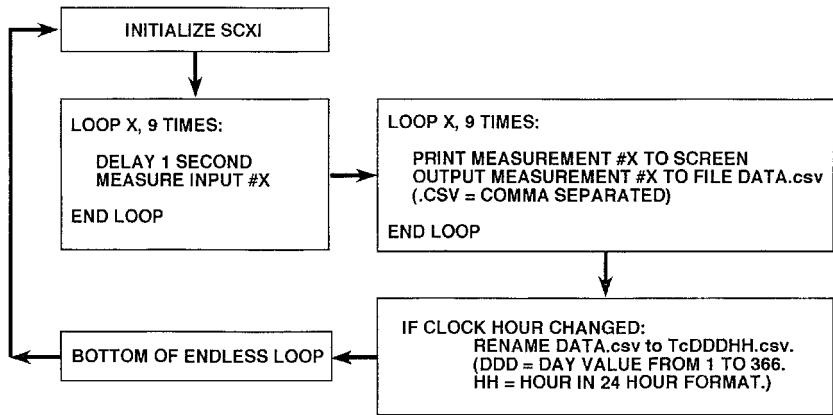 INITIALIZE SCXI
LOOP X, 9 TIMES:
DELAY 1 SECOND
MEASURE INPUT #X
END LOOP
LOOP X, 9 TIMES:
PRINT MEASUREMENT #X TO SCREEN
OUTPUT MEASUREMENT #X TO FILE DATA.csv
(.CSV = COMMA SEPARATED)
END LOOP
IF CLOCK HOUR CHANGED:
RENAME DATA.csv to TcDDDHH.csv.
(DDD = DAY VALUE FROM 1 TO 366.
HH = HOUR IN 24 HOUR FORMAT.)
BOTTOM OF ENDLESS LOOP